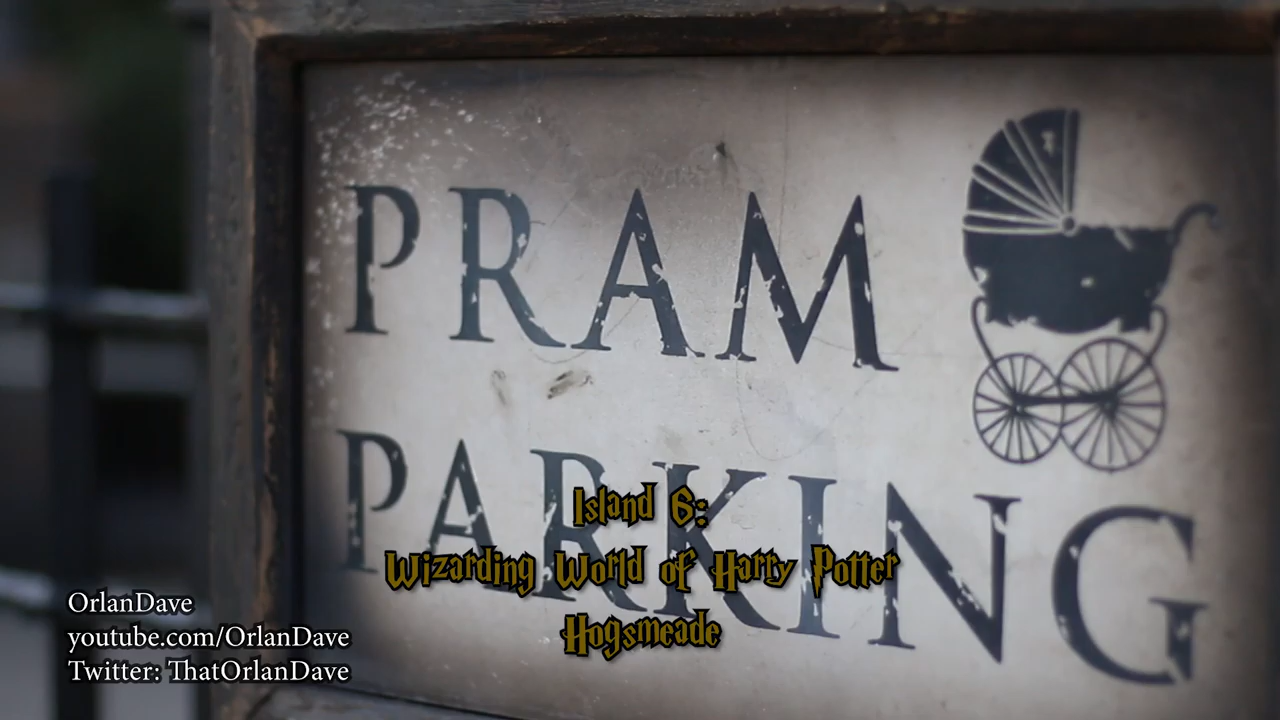 PRAM
PARKING
Island 6:
Wizarding World of Harry Potter
Hogsmeade
OrlanDave
youtube.com/OrlanDave
Twitter: ThatOrlanDave